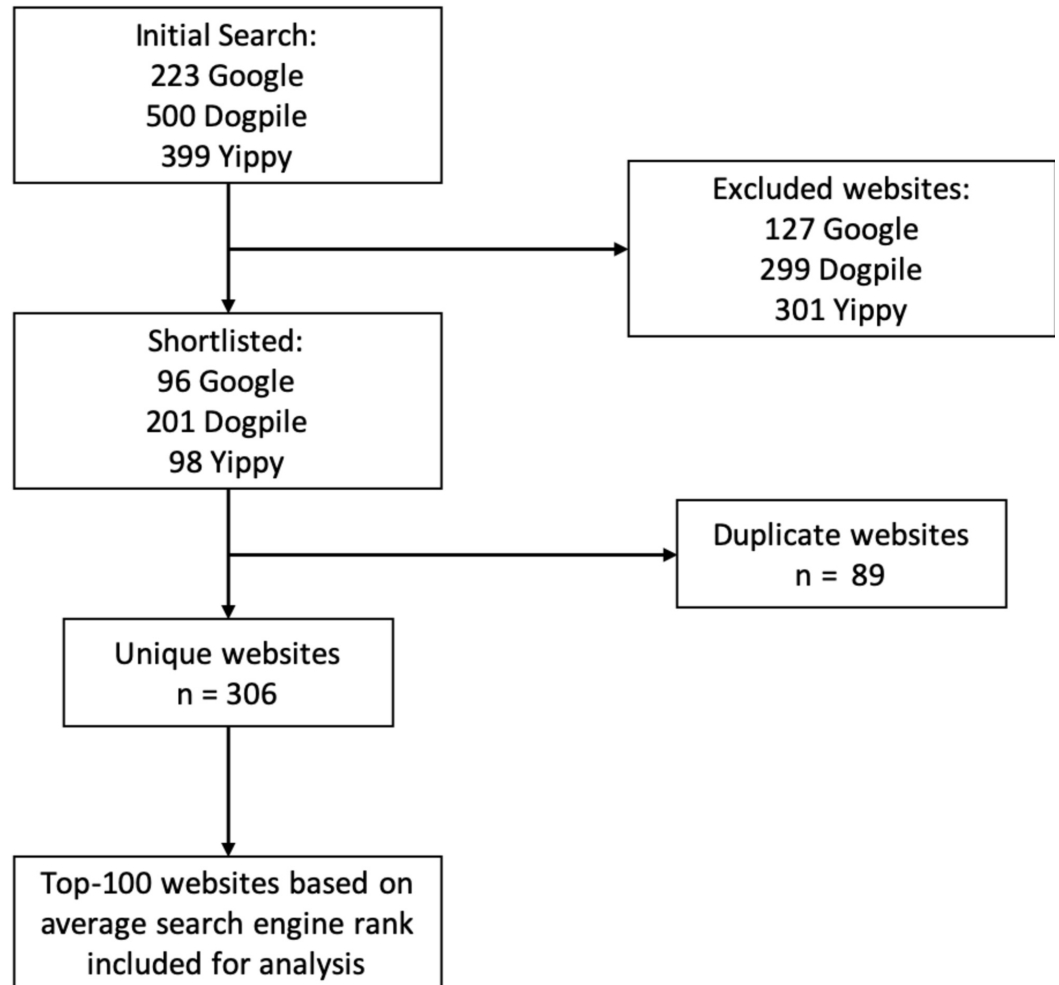 Initial Search:
223 Google
500 Dogpile
399 Yippy
Excluded websites:
127 Google
299 Dogpile
301 Yippy
Shortlisted:
96 Google
201 Dogpile
98 Yippy
Duplicate websites
n = 89
Unique websites
n = 306
Top-100 websites based on
average search engine rank
included for analysis